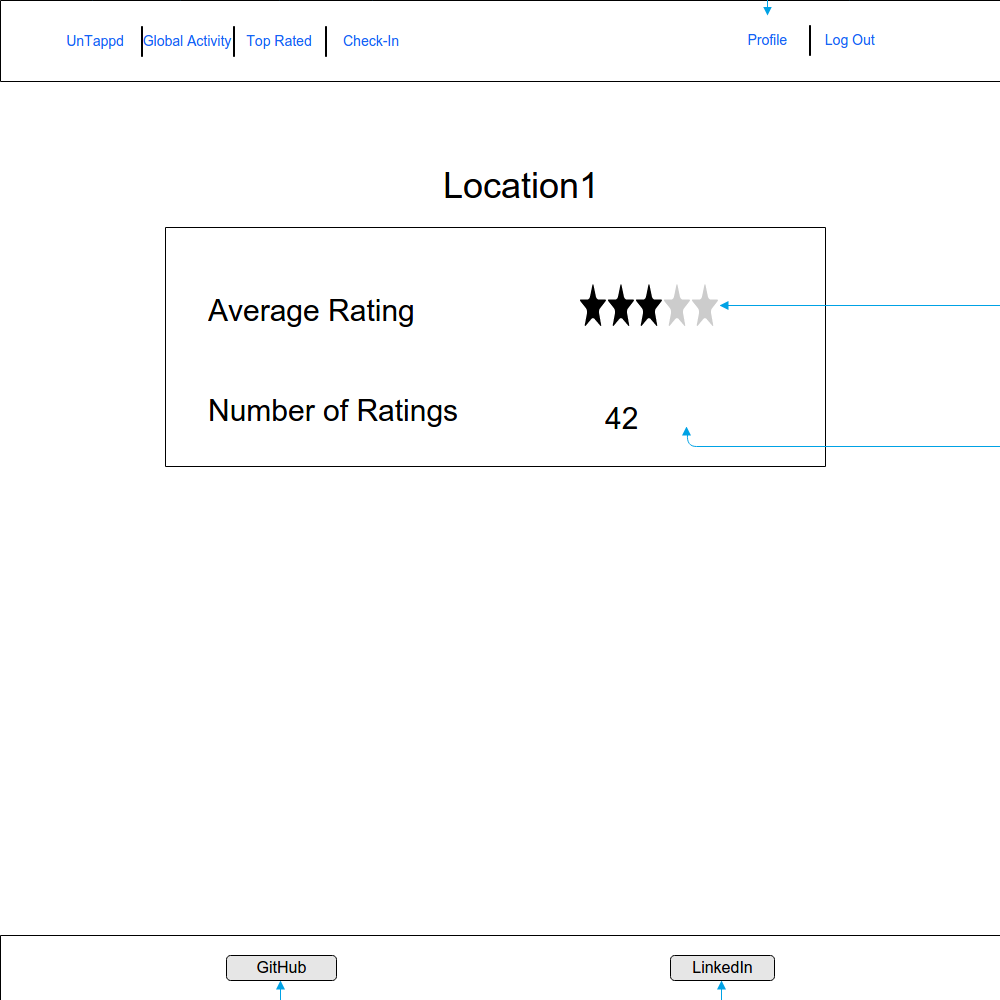 UnTappd Global Activity Top Rated Check-In Profile Log Out
Location1
Average Rating
Number of Ratings 42
GitHub LinkedIn